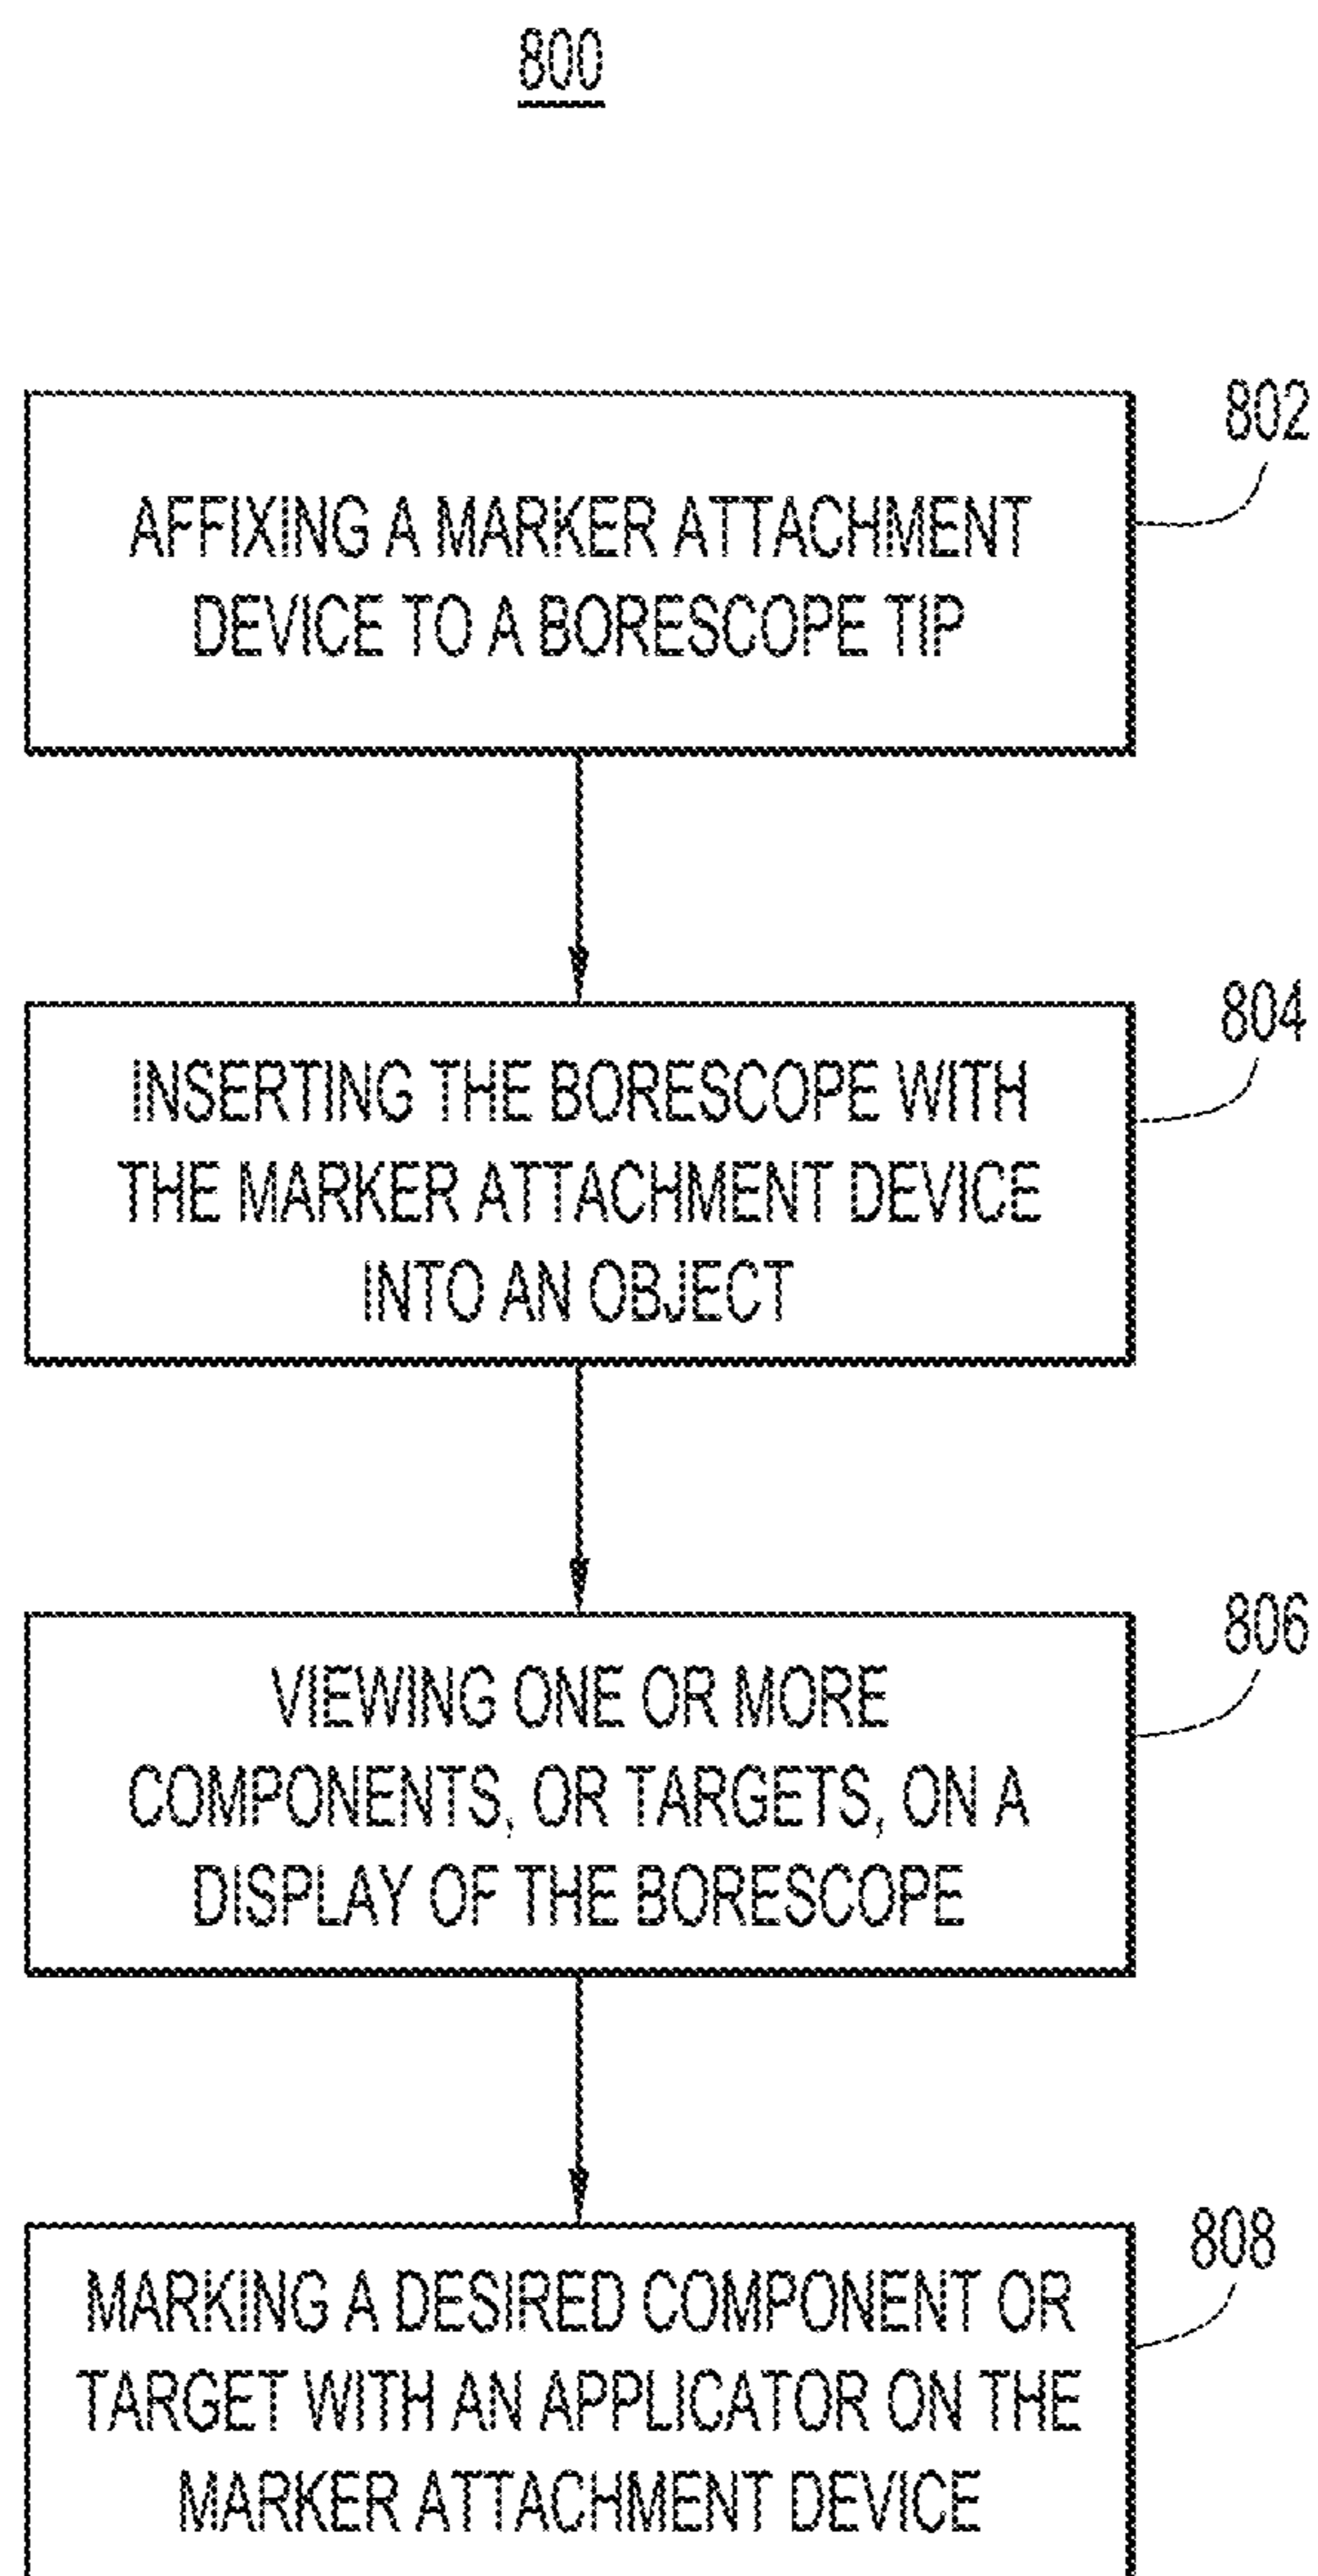 800
802
AFFIXING A MARKER ATTACHMENT
DEVICE TO A BORESCOPE TIP
804
INSERTING THE BORESCOPE WITH
THE MARKER ATTACHMENT DEVICE
INTO AN OBJECT
806
VIEWING ONE OR MORE
COMPONENTS, OR TARGETS, ON A
DISPLAY OF THE BORESCOPE
808
MARKING A DESIRED COMPONENT OR
TARGET WITH AN APPLICATOR ON THE
MARKER ATTACHMENT DEVICE